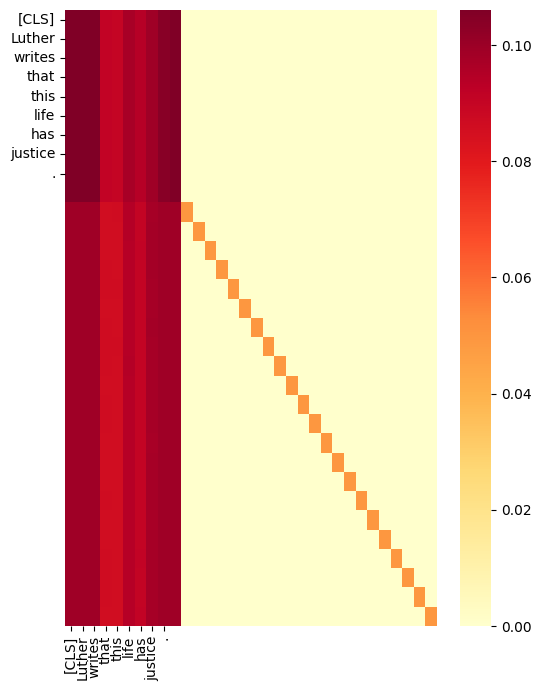 [CLS]
Luther
writes
that
this
life
has
justice
.
0.10
0.08
0.06
0.04
0.02
0.00
[CLS]
Luther
writes
that
this
life
has
justice
.